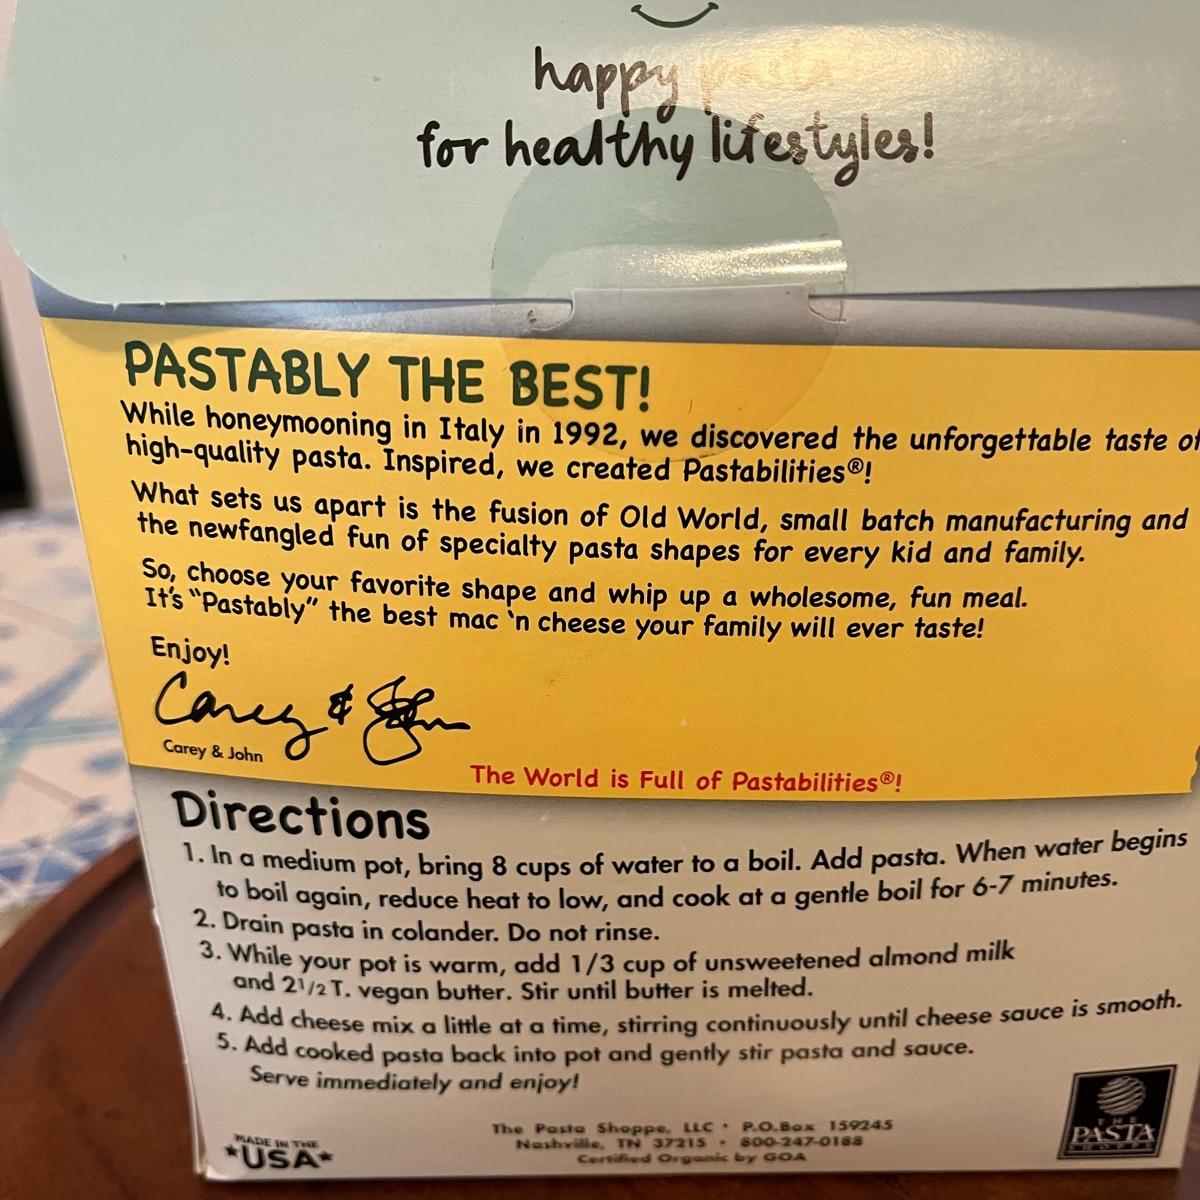 happy pasta
for healthy lifestyles!
PASTABLY THE BEST!
While honeymooning in Italy in 1992, we discovered the unforgettable taste of
high-quality pasta. Inspired, we created Pastabilities®!
What sets us apart is the fusion of Old World, small batch manufacturing and
the newfangled fun of specialty pasta shapes for every kid and family.
So, choose your favorite shape and whip up a wholesome, fun meal.
It's "Pastably" the best mac 'n cheese your family will ever taste!
Enjoy!
Carey & John
Carey & John
The World is Full of Pastabilities®!
Directions
1. In a medium pot, bring 8 cups of water to a boil. Add pasta. When water begins
to boil again, reduce heat to low, and cook at a gentle boil for 6-7 minutes.
2. Drain pasta in colander. Do not rinse.
3. While your pot is warm, add 1/3 cup of unsweetened almond milk
and 2 1/2 T. vegan butter. Stir until butter is melted.
4. Add cheese mix a little at a time, stirring continuously until cheese sauce is smooth.
5. Add cooked pasta back into pot and gently stir pasta and sauce.
Serve immediately and enjoy!
MADE IN THE
★USA★
The Pasta Shoppe, LLC • P.O.Box 159245
Nashville, TN 37215 • 800-247-0188
Certified Organic by GOA
THE
PASTA
SHOPPE